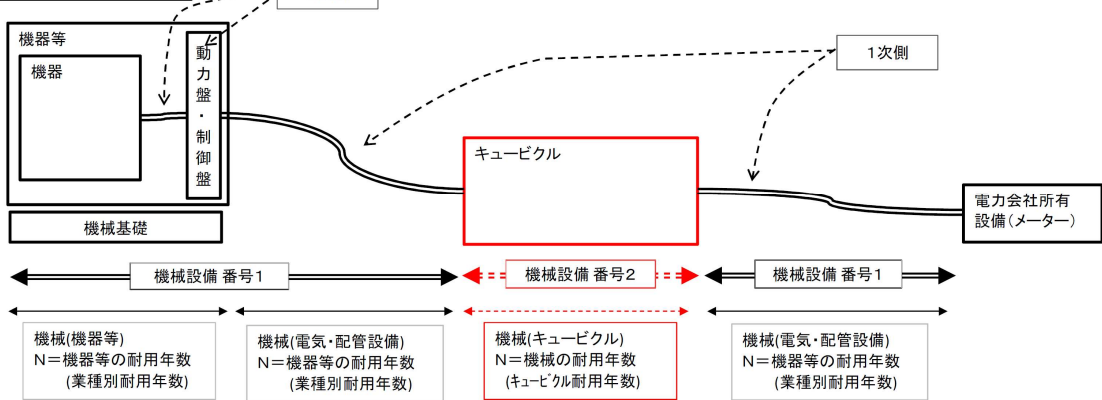 機器等
機器
動力盤・制御盤
1次側
キュービクル
電力会社所有
設備(メーター)
機械基礎
機械設備 番号1
機械設備 番号2
機械設備 番号1
機械(機器等)
N=機器等の耐用年数
(業種別耐用年数)
機械(電気・配管設備)
N=機器等の耐用年数
(業種別耐用年数)
機械(キュービクル)
N=機械の耐用年数
(キュービクル耐用年数)
機械(電気・配管設備)
N=機器等の耐用年数
(業種別耐用年数)